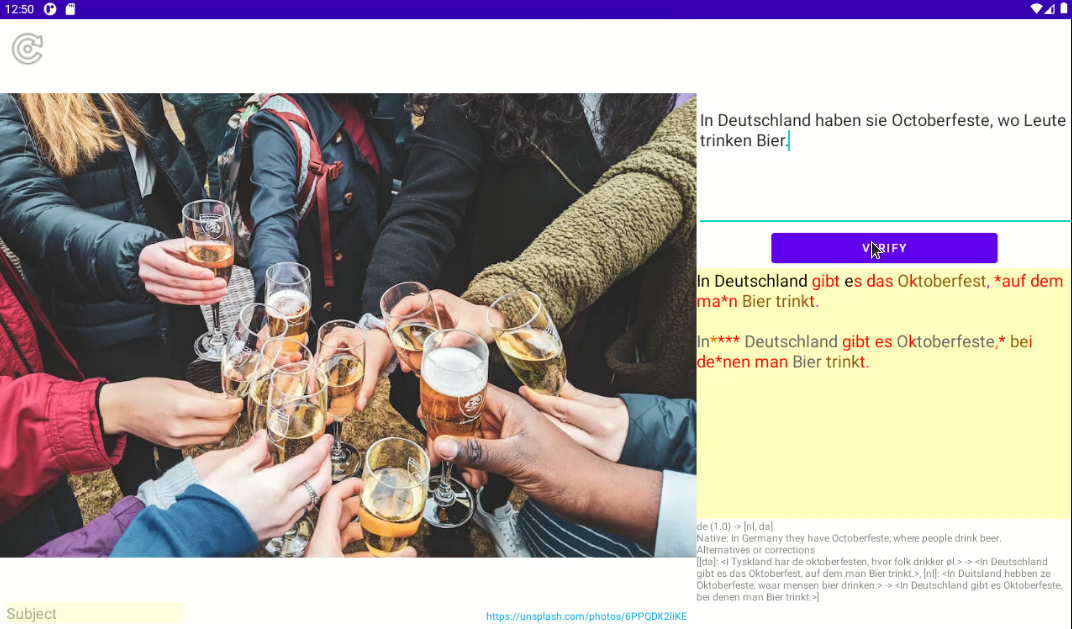 12:50
In Deutschland haben sie Octoberfeste, wo Leute
trinken Bier.
VERIFY
In Deutschland gibt es das Oktoberfest, *auf dem
ma*n Bier trinkt.
In**** Deutschland gibt es Oktoberfeste,* bei
de*nen man Bier trinkt.
de (1.0) -> [nl, da]
Native: In Germany they have Octoberfeste, where people drink beer.
Alternatives or corrections
[[da]: <I Tyskland har de oktoberfesten, hvor folk drikker øl.> -> <In Deutschland
gibt es das Oktoberfest, auf dem man Bier trinkt.>, [nl]: <In Duitsland hebben ze
Oktoberfeste, waar mensen bier drinken.> -> <In Deutschland gibt es Oktoberfeste,
bei denen man Bier trinkt.>]
Subject
https://unsplash.com/photos/6PPQDX2liKE